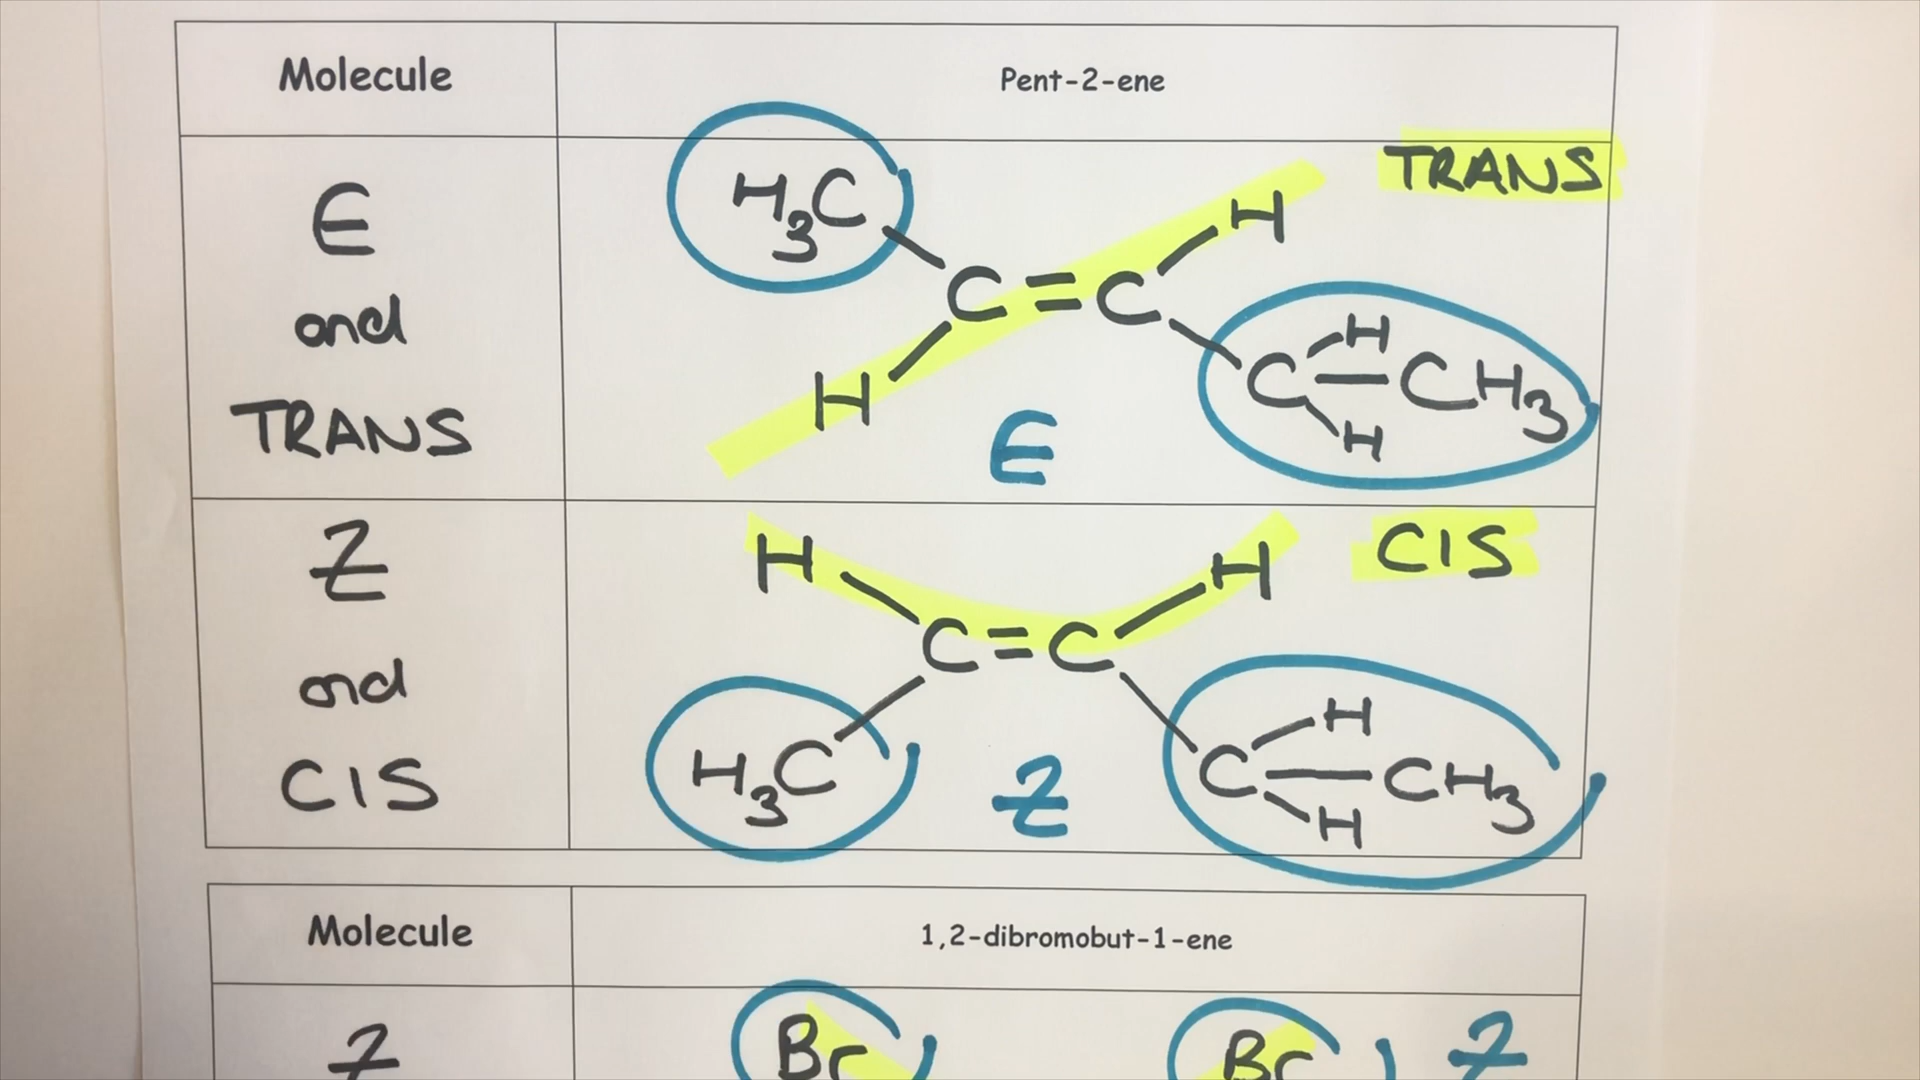 Molecule
Pent-2-ene
E
and
TRANS
TRANS
H₃C
H
C=C
H
H
C—CH₃
H
E
Z
and
CIS
CIS
H
H
C=C
H
H₃C
C—CH₃
H
Z
Molecule
1,2-dibromobut-1-ene
Z
Br
Br
Z